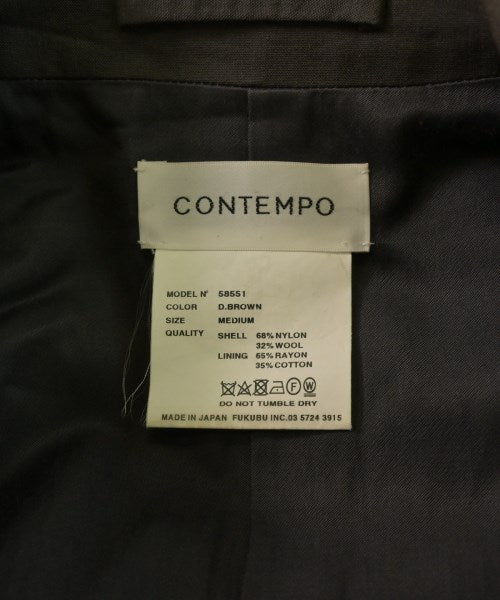 CONTEMPO
MODEL Nº 58551
COLOR D.BROWN
SIZE MEDIUM
QUALITY SHELL 68%NYLON
32%WOOL
LINING 65%RAYON
35%COTTON
F W
DO NOT TUMBLE DRY
MADE IN JAPAN FUKUBU INC.03 5724 3915